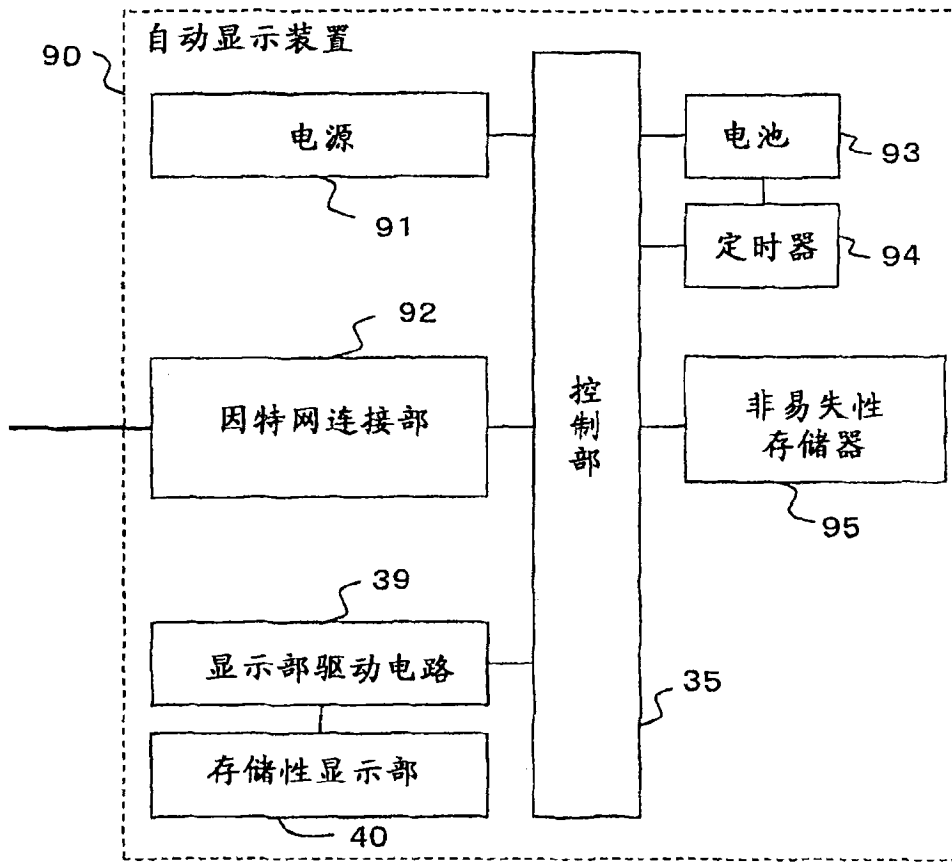 90
自动显示装置
电源
91
电池
93
定时器
94
92
因特网连接部
控
制
部
非易失性
存储器
95
39
显示部驱动电路
35
存储性显示部
40